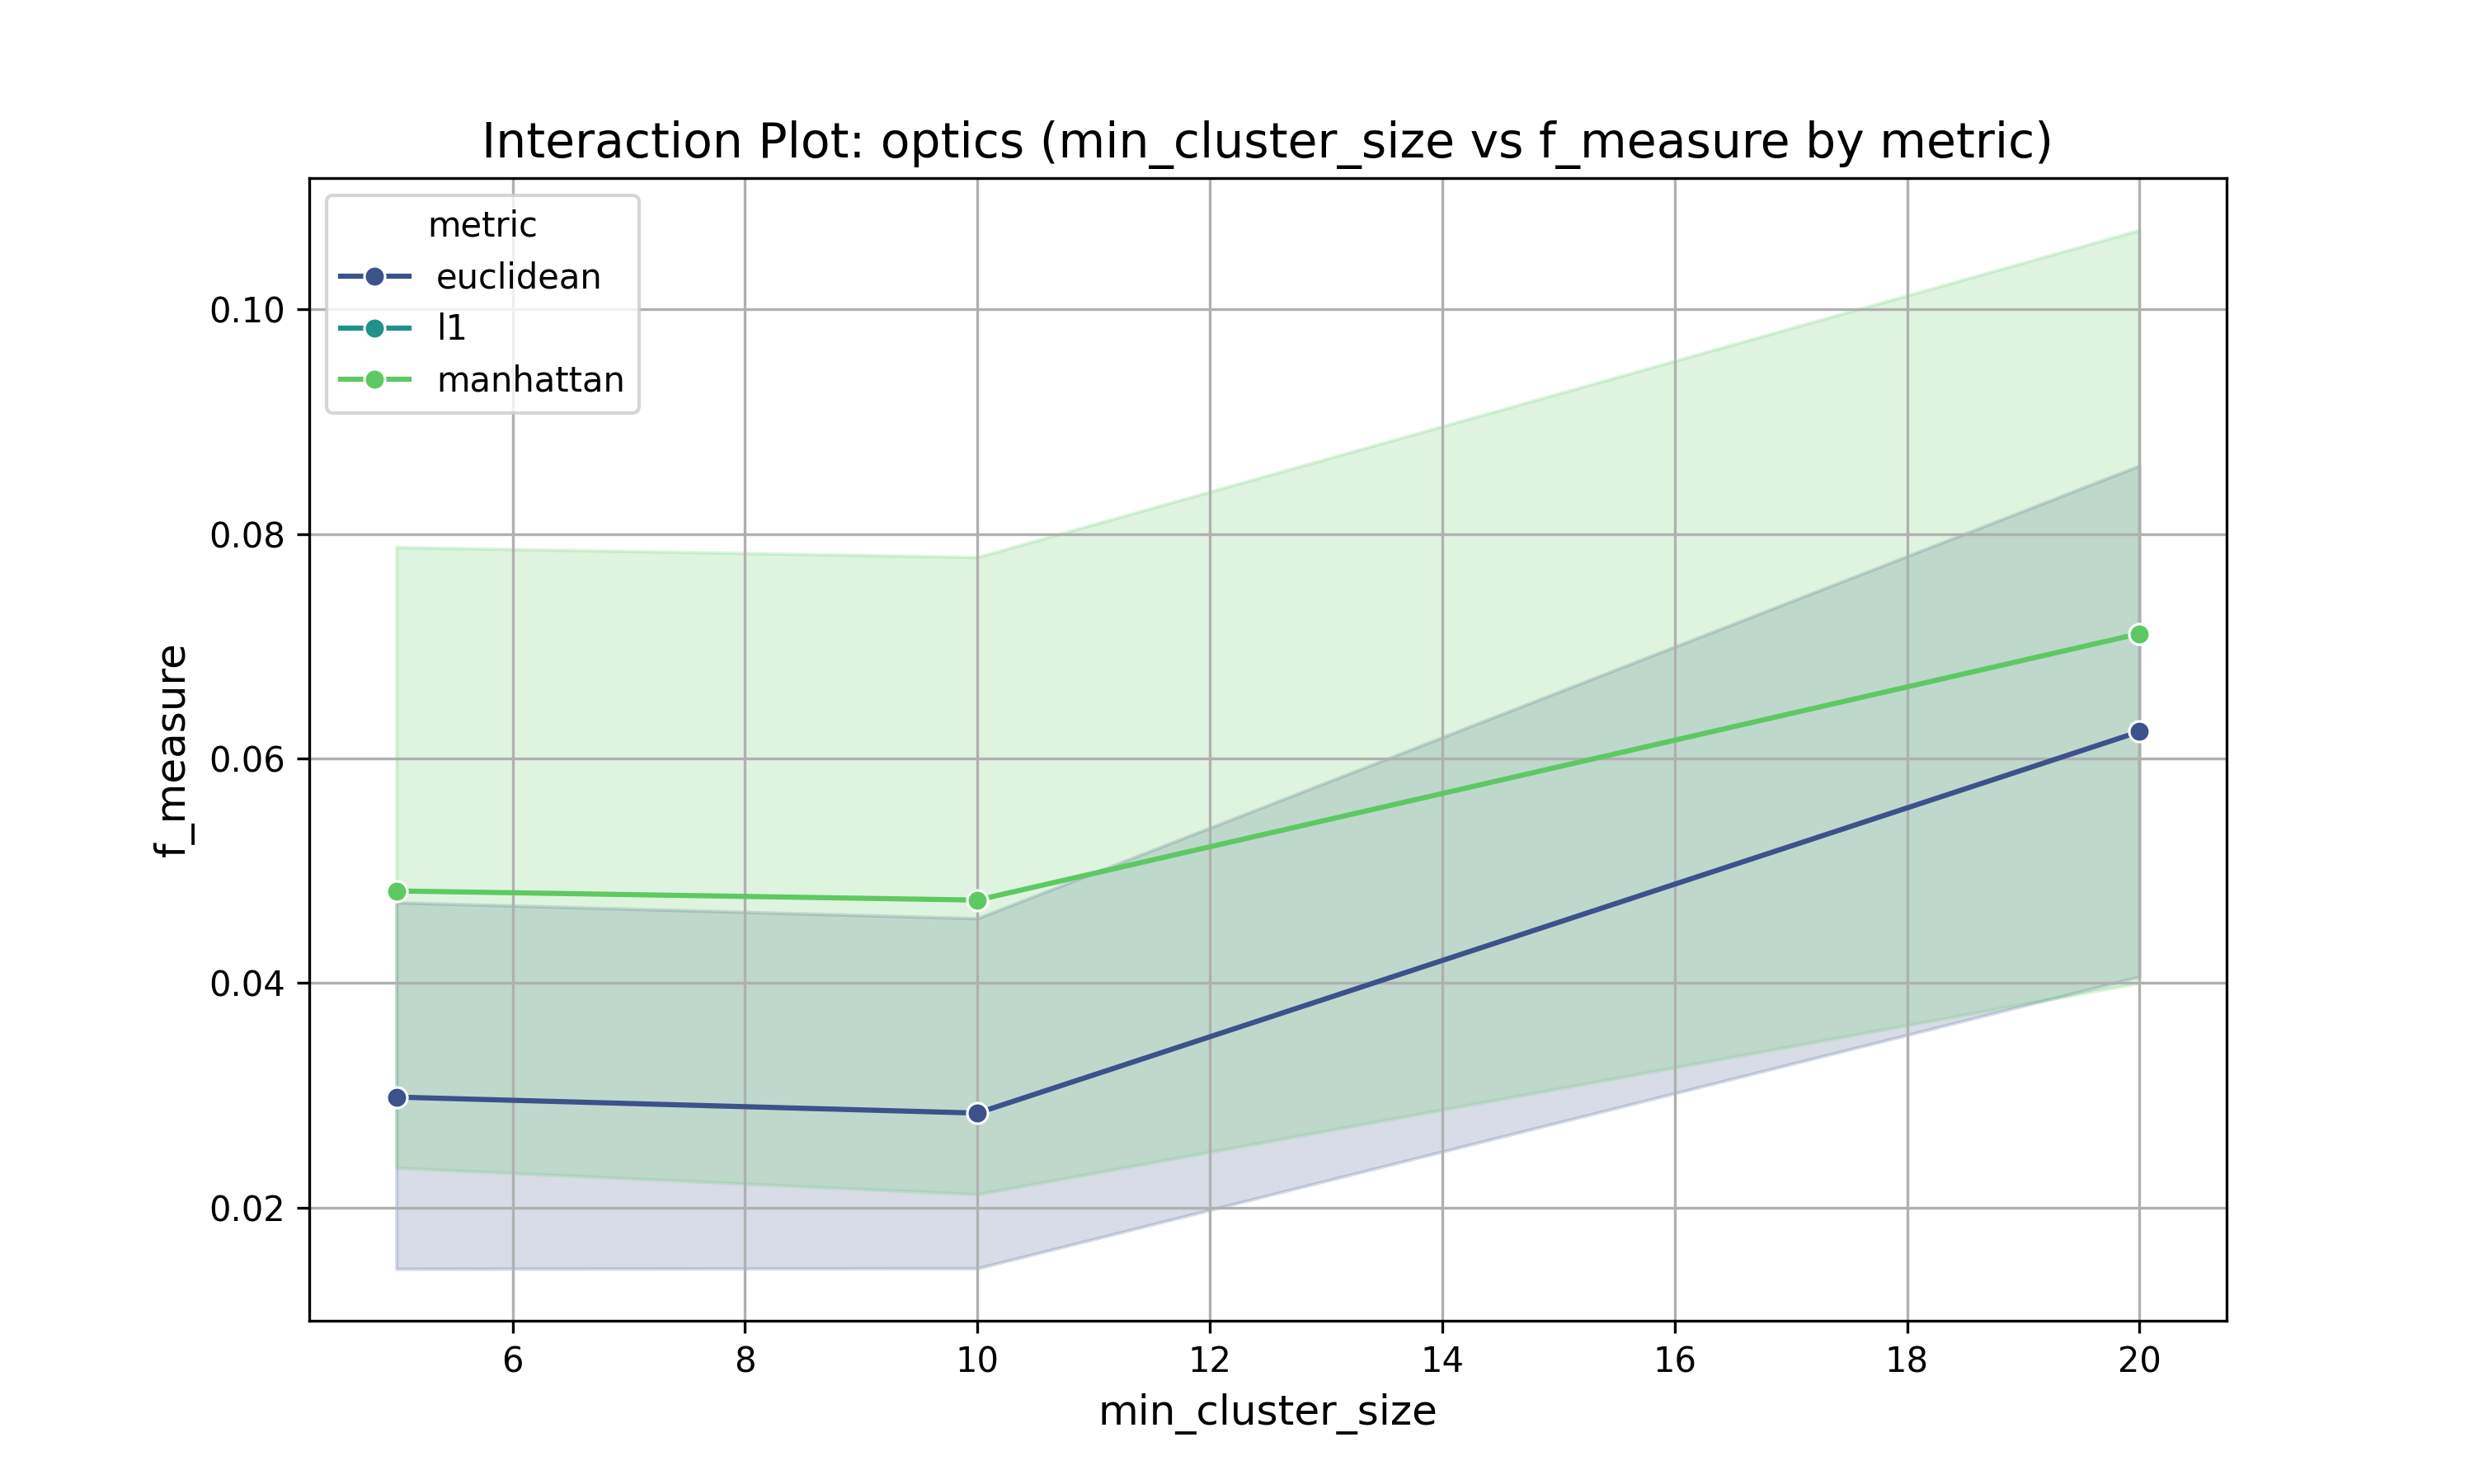 Interaction Plot: optics (min_cluster_size vs f_measure by metric)
metric
euclidean
l1
manhattan
0.10
0.08
0.06
0.04
0.02
f_measure
6 8 10 12 14 16 18 20
min_cluster_size